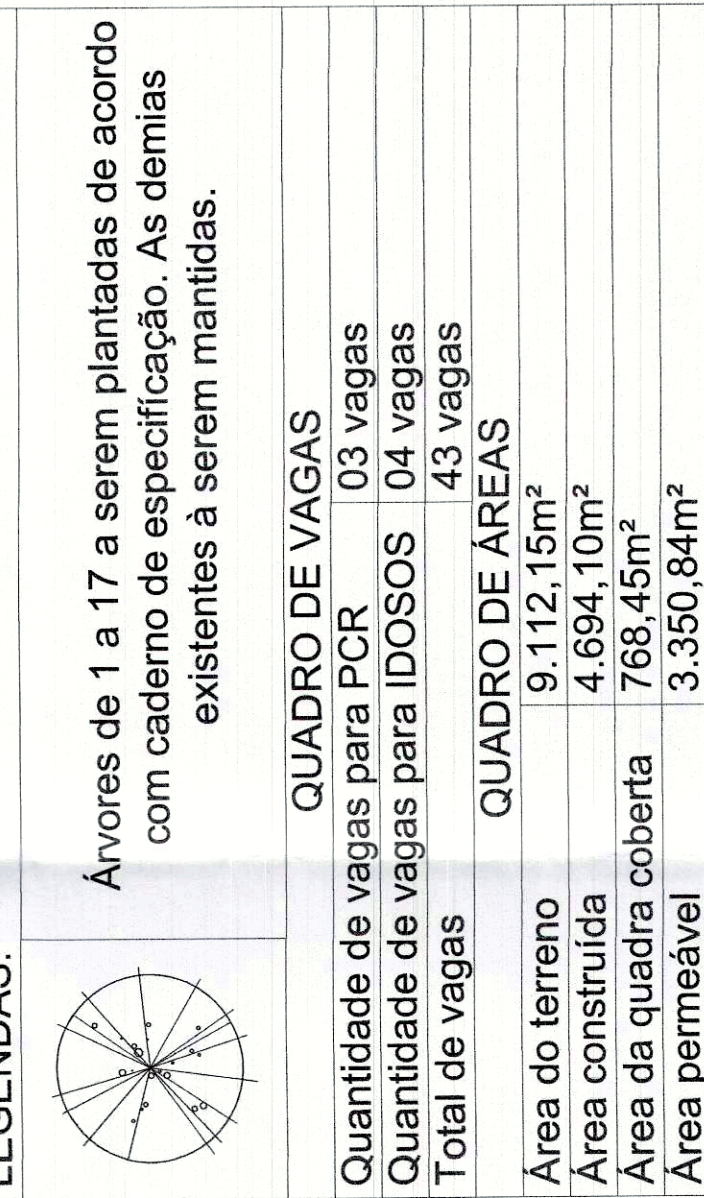 LEGENDAS:
Árvores de 1 a 17 a serem plantadas de acordo
com caderno de especificação. As demias
existentes à serem mantidas.
QUADRO DE VAGAS
Quantidade de vagas para PCR 03 vagas
Quantidade de vagas para IDOSOS 04 vagas
Total de vagas 43 vagas
QUADRO DE ÁREAS
Área do terreno 9.112,15m²
Área construída 4.694,10m²
Área da quadra coberta 768,45m²
Área permeável 3.350,84m²